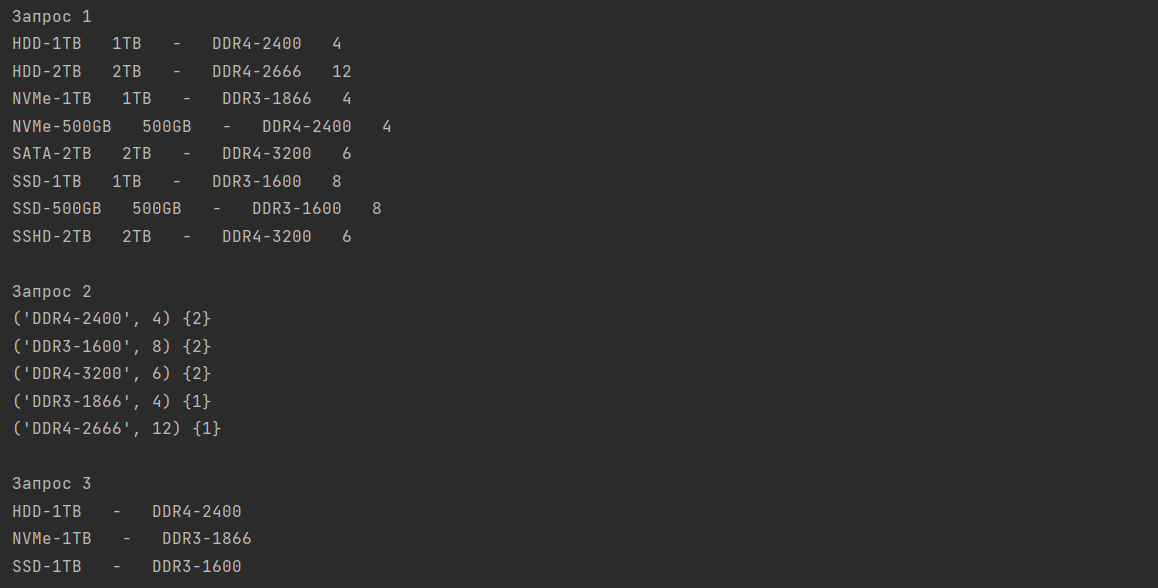 Запрос 1
HDD-1TB   1TB   -   DDR4-2400   4
HDD-2TB   2TB   -   DDR4-2666   12
NVMe-1TB   1TB   -   DDR3-1866   4
NVMe-500GB   500GB   -   DDR4-2400   4
SATA-2TB   2TB   -   DDR4-3200   6
SSD-1TB   1TB   -   DDR3-1600   8
SSD-500GB   500GB   -   DDR3-1600   8
SSHD-2TB   2TB   -   DDR4-3200   6
Запрос 2
('DDR4-2400', 4) {2}
('DDR3-1600', 8) {2}
('DDR4-3200', 6) {2}
('DDR3-1866', 4) {1}
('DDR4-2666', 12) {1}
Запрос 3
HDD-1TB   -   DDR4-2400
NVMe-1TB   -   DDR3-1866
SSD-1TB   -   DDR3-1600